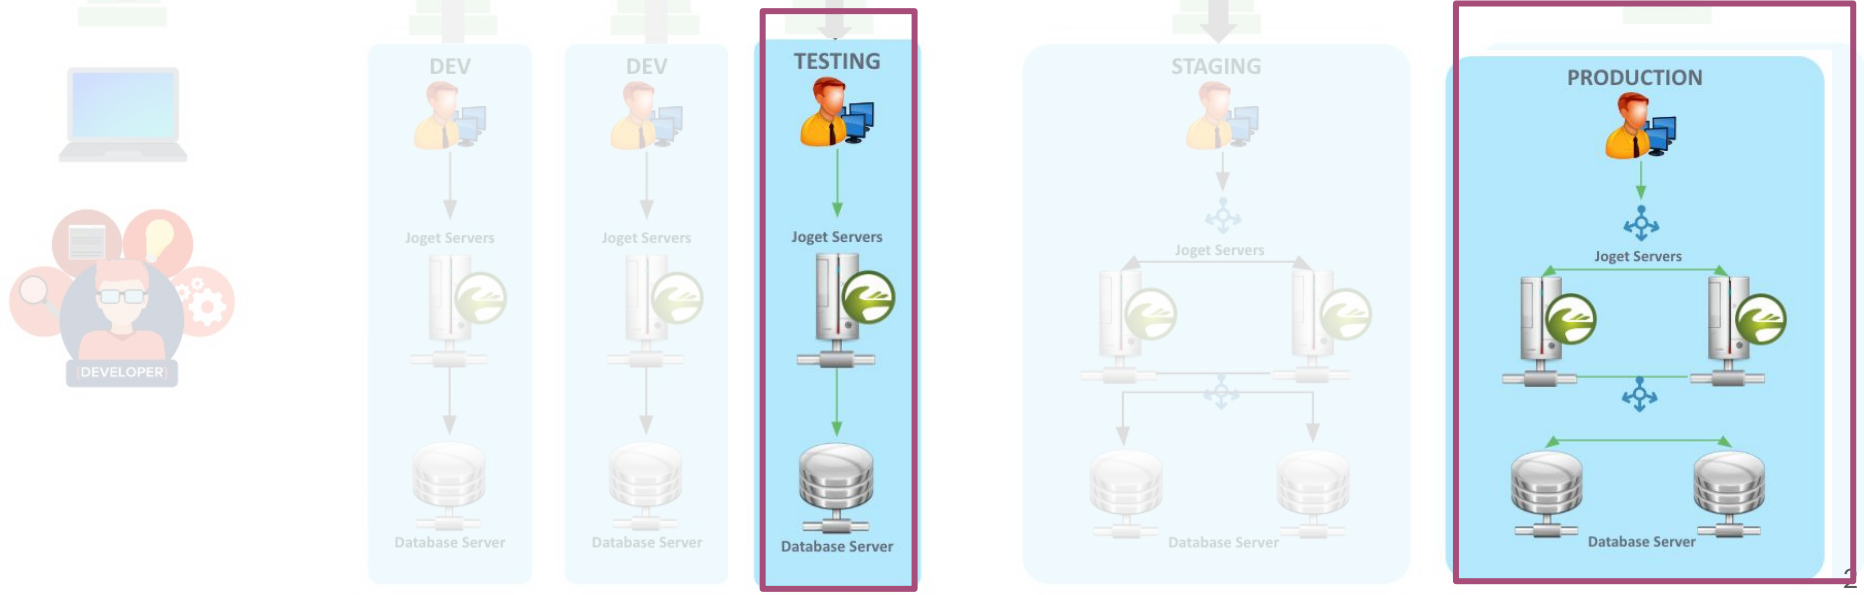 DEV
DEV
TESTING
STAGING
PRODUCTION
Joget Servers
Joget Servers
Joget Servers
Joget Servers
Joget Servers
[DEVELOPER]
Database Server
Database Server
Database Server
Database Server
Database Server
2